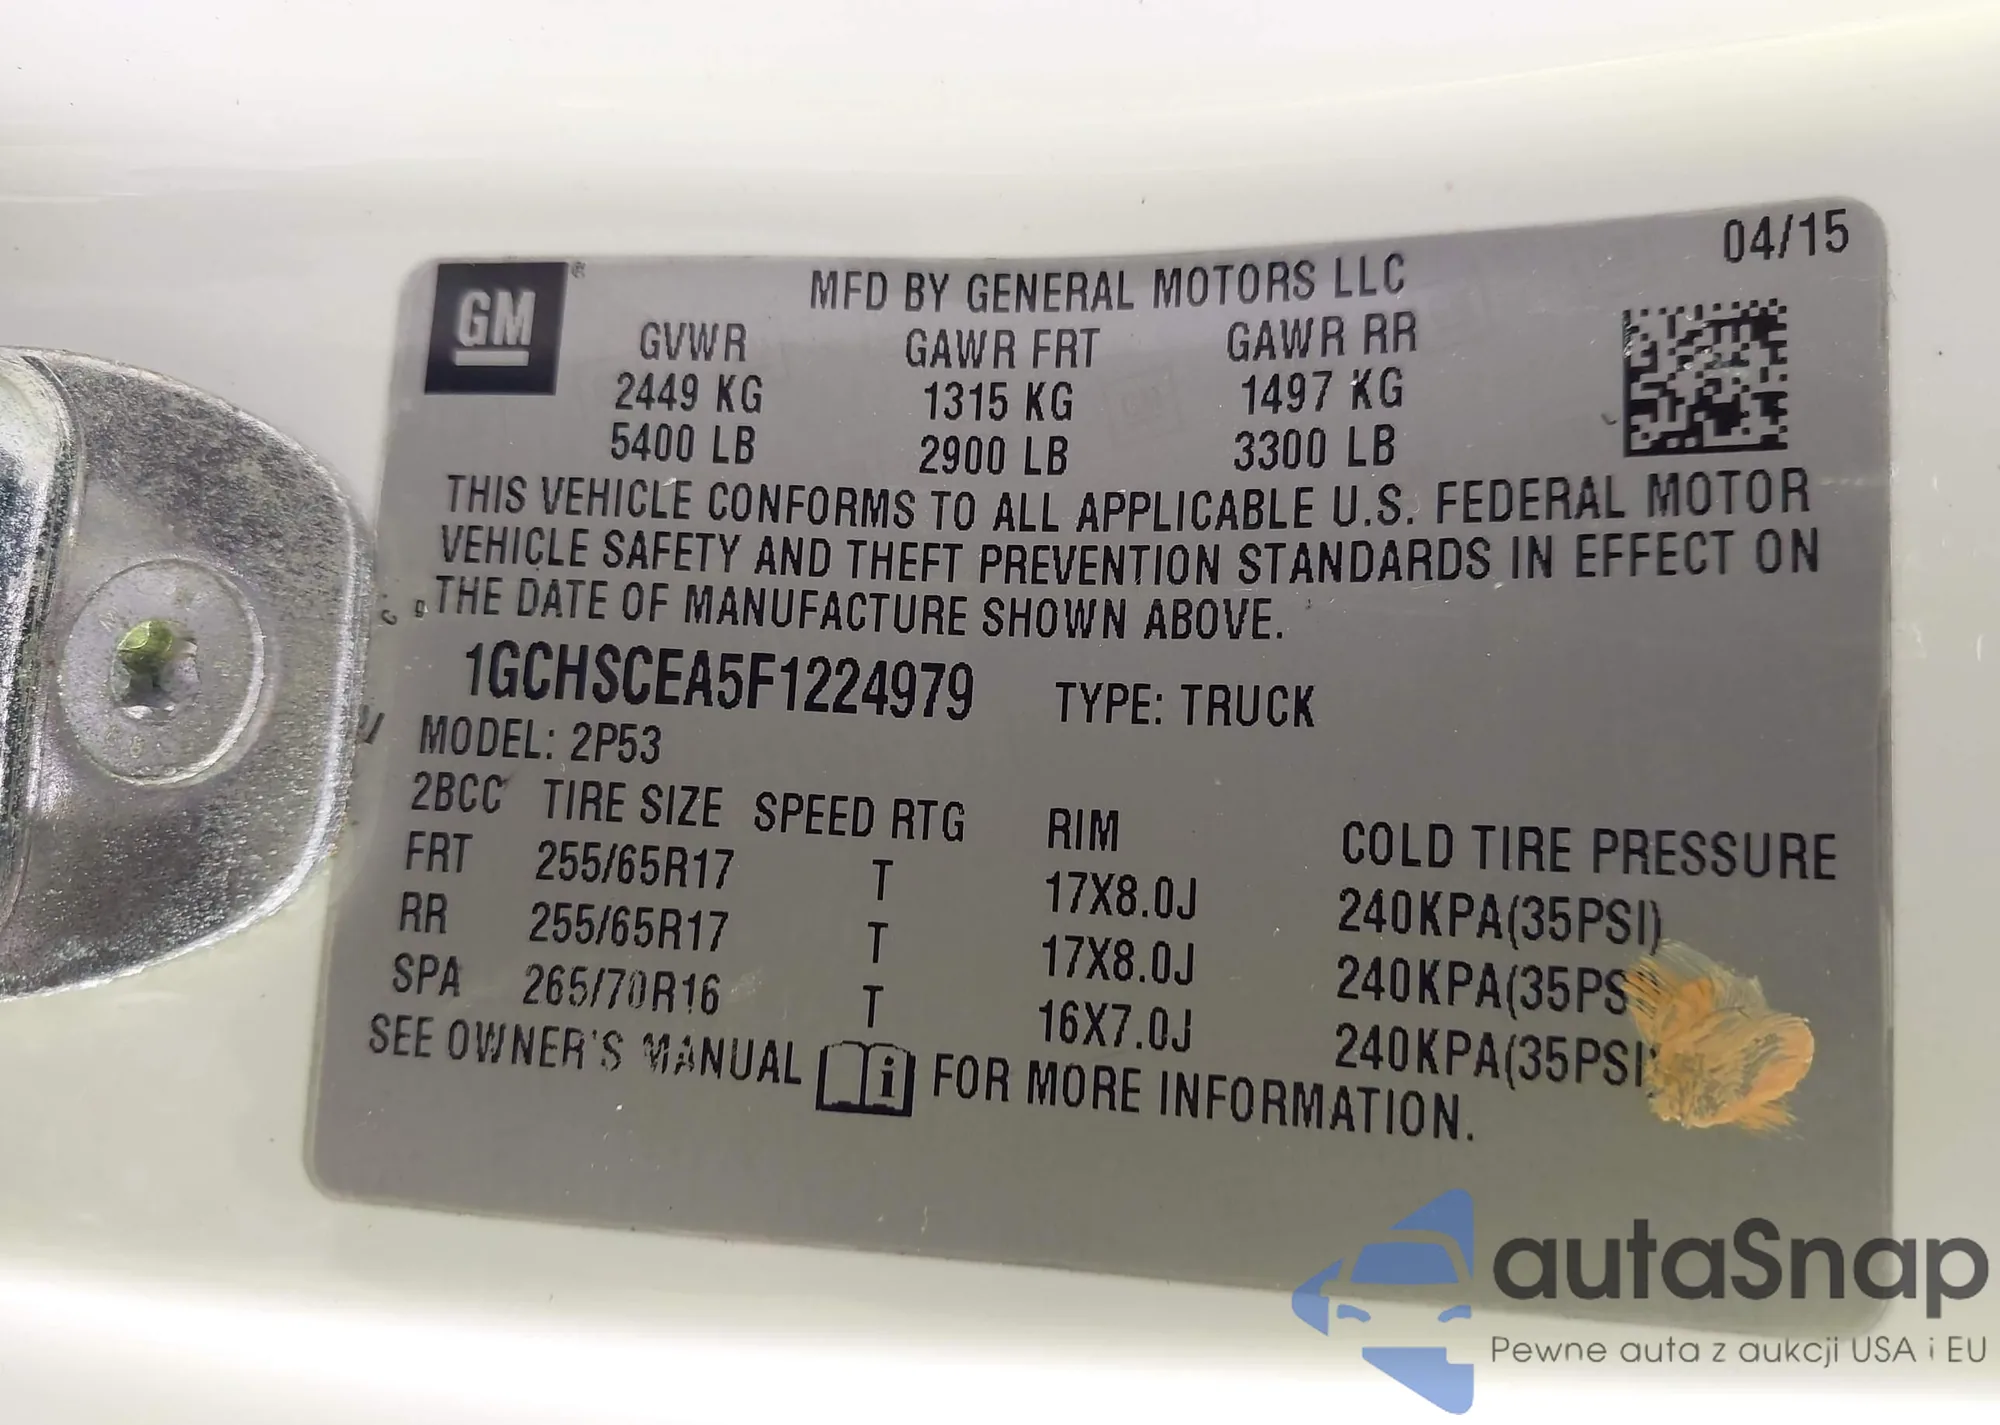 04/15
GM
MFD BY GENERAL MOTORS LLC
GVWR GAWR FRT GAWR RR
2449 KG 1315 KG 1497 KG
5400 LB 2900 LB 3300 LB
THIS VEHICLE CONFORMS TO ALL APPLICABLE U.S. FEDERAL MOTOR
VEHICLE SAFETY AND THEFT PREVENTION STANDARDS IN EFFECT ON
THE DATE OF MANUFACTURE SHOWN ABOVE.
1GCHSCEA5F1224979 TYPE: TRUCK
MODEL: 2P53
2BCC TIRE SIZE SPEED RTG RIM COLD TIRE PRESSURE
FRT 255/65R17 T 17X8.0J 240KPA(35PSI)
RR 255/65R17 T 17X8.0J 240KPA(35PS
SPA 265/70R16 T 16X7.0J 240KPA(35PSI)
SEE OWNER'S MANUAL i FOR MORE INFORMATION.
autaSnap
Pewne auta z aukcji USA i EU